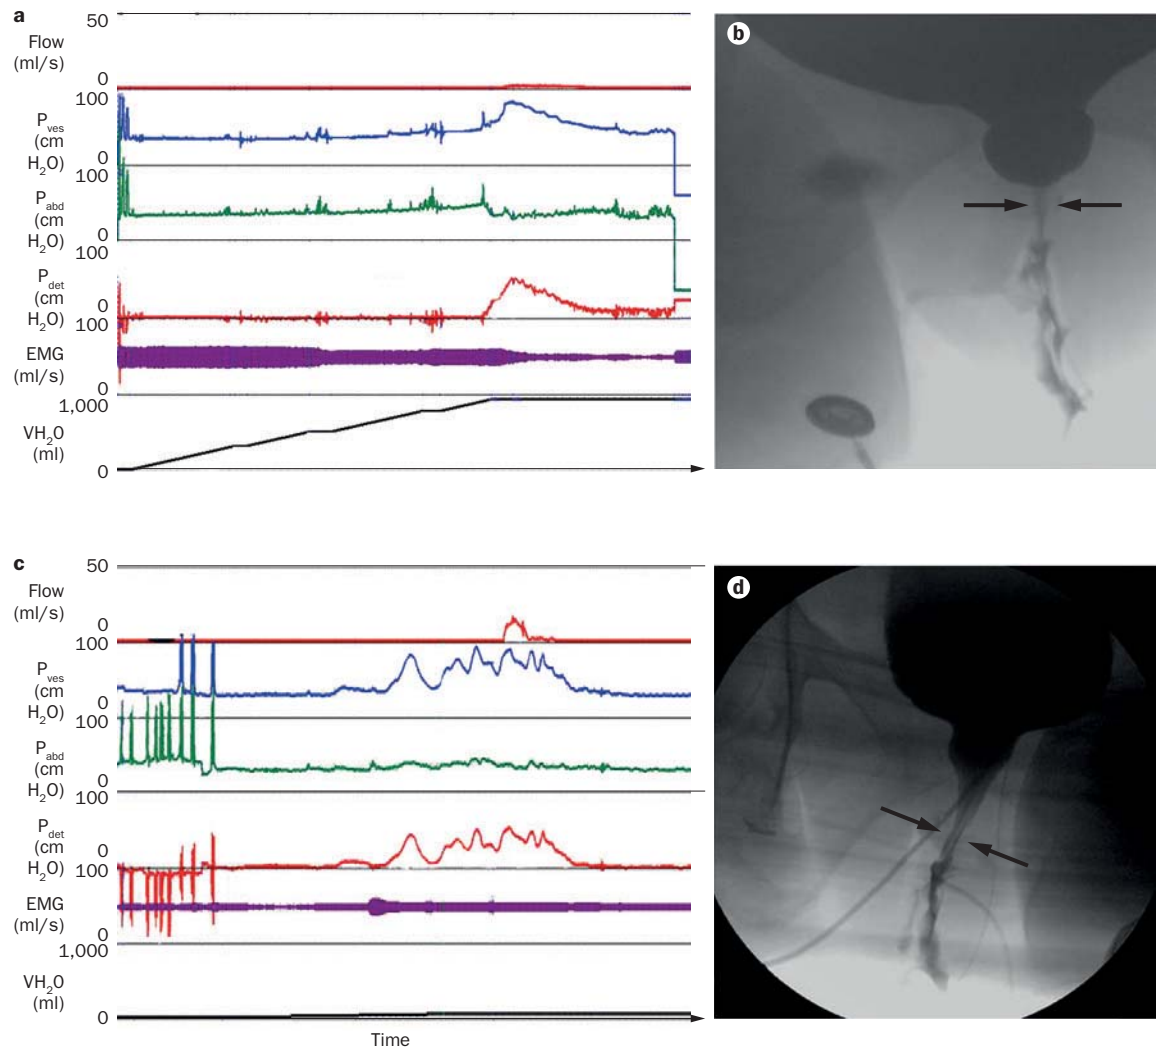 a
50
Flow
(ml/s)
0
100
P ves
(cm
H2O)
0
100
P abd
(cm
H2O)
0
100
P det
(cm
H2O)
0
100
EMG
(ml/s)
0
1,000
VH2O
(ml)
0
b
c
50
Flow
(ml/s)
0
100
P ves
(cm
H2O)
0
100
P abd
(cm
H2O)
0
100
P det
(cm
H2O)
0
100
EMG
(ml/s)
0
1,000
VH2O
(ml)
0
Time
d